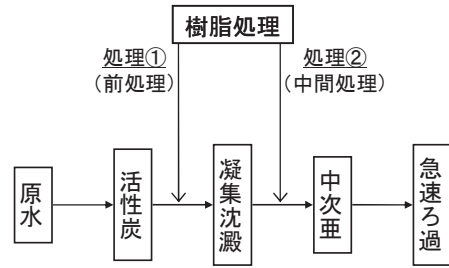 樹脂処理
処理①
（前処理）
処理②
（中間処理）
原水
活性炭
凝集沈澱
中次亜
急速ろ過